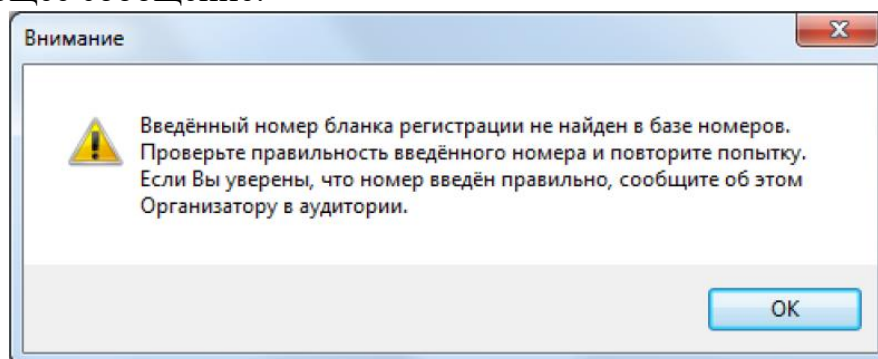 сообщение:
Внимание
Введённый номер бланка регистрации не найден в базе номеров.
Проверьте правильность введённого номера и повторите попытку.
Если Вы уверены, что номер введён правильно, сообщите об этом
Организатору в аудитории.
OK